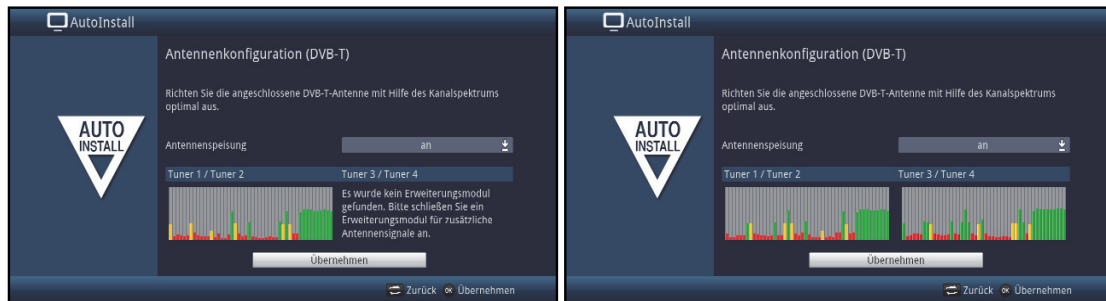 AutoInstall
Antennenkonfiguration (DVB-T)
Richten Sie die angeschlossene DVB-T-Antenne mit Hilfe des Kanalspektrums
optimal aus.
AUTO
INSTALL
Antennenspeisung an
Tuner 1 / Tuner 2 Tuner 3 / Tuner 4
Es wurde kein Erweiterungsmodul
gefunden. Bitte schließen Sie ein
Erweiterungsmodul für zusätzliche
Antennensignale an.
Übernehmen
Zurück OK Übernehmen
AutoInstall
Antennenkonfiguration (DVB-T)
Richten Sie die angeschlossene DVB-T-Antenne mit Hilfe des Kanalspektrums
optimal aus.
AUTO
INSTALL
Antennenspeisung an
Tuner 1 / Tuner 2 Tuner 3 / Tuner 4
Übernehmen
Zurück OK Übernehmen